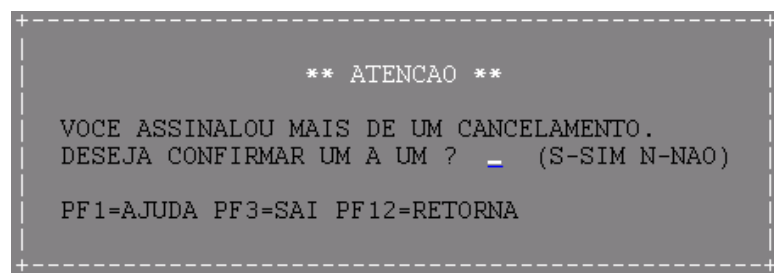 ** ATENCAO **
VOCE ASSINALOU MAIS DE UM CANCELAMENTO.
DESEJA CONFIRMAR UM A UM ? _ (S-SIM N-NAO)
PF1=AJUDA PF3=SAI PF12=RETORNA